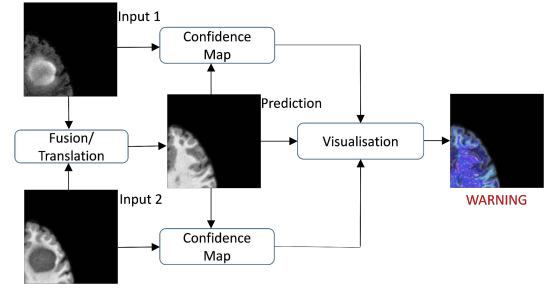 Input 1
Confidence
Map
Prediction
Fusion/
Translation
Visualisation
Input 2
WARNING
Confidence
Map